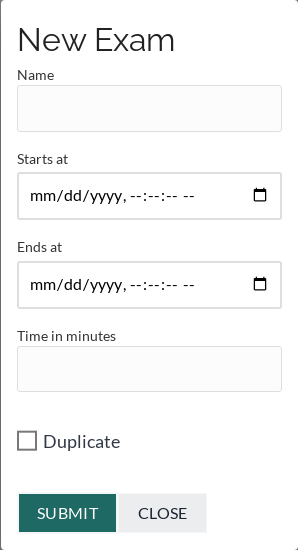 New Exam
Name
Starts at
mm/dd/yyyy, --:--:-- --
Ends at
mm/dd/yyyy, --:--:-- --
Time in minutes
Duplicate
SUBMIT CLOSE